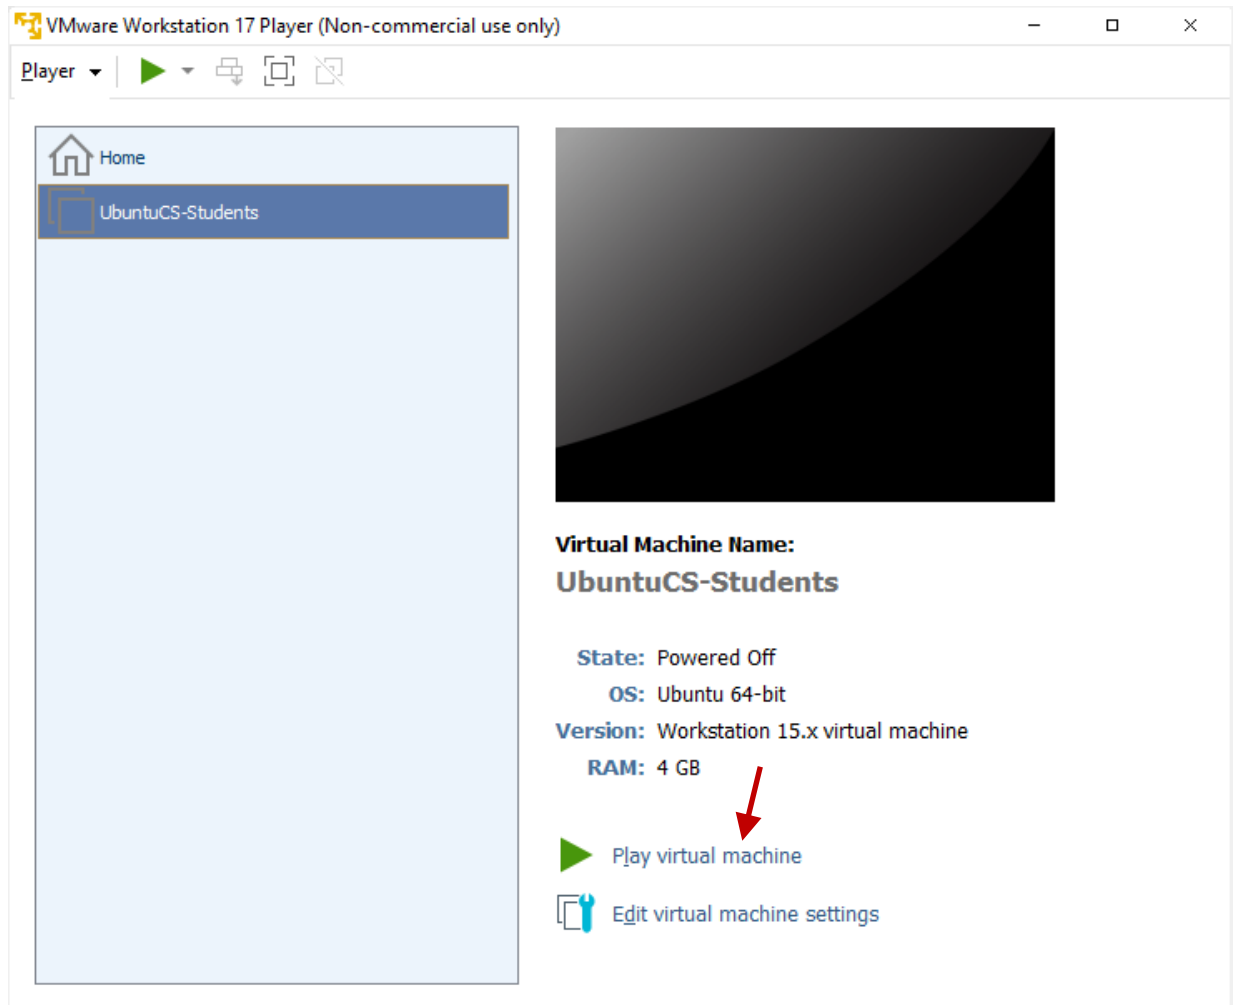 VMware Workstation 17 Player (Non-commercial use only)
Player
Home
UbuntuCS-Students
Virtual Machine Name:
UbuntuCS-Students
State: Powered Off
OS: Ubuntu 64-bit
Version: Workstation 15.x virtual machine
RAM: 4 GB
Play virtual machine
Edit virtual machine settings